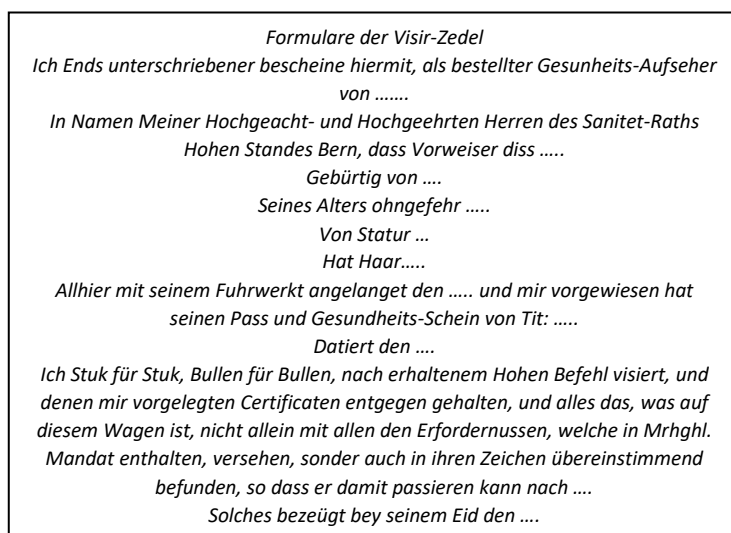 Formulare der Visir-Zedel
Ich Ends unterschriebener bescheine hiermit, als bestellter Gesunheits-Aufseher
von …....
In Namen Meiner Hochgeacht- und Hochgeehrten Herren des Sanitet-Raths
Hohen Standes Bern, dass Vorweiser diss …..
Gebürtig von ….
Seines Alters ohngefehr …..
Von Statur …
Hat Haar…..
Allhier mit seinem Fuhrwerkt angelanget den ….. und mir vorgewiesen hat
seinen Pass und Gesundheits-Schein von Tit: …..
Datiert den ….
Ich Stuk für Stuk, Bullen für Bullen, nach erhaltenem Hohen Befehl visiert, und
denen mir vorgelegten Certificaten entgegen gehalten, und alles das, was auf
diesem Wagen ist, nicht allein mit allen den Erfordernussen, welche in Mrhghl.
Mandat enthalten, versehen, sonder auch in ihren Zeichen übereinstimmend
befunden, so dass er damit passieren kann nach ….
Solches bezeügt bey seinem Eid den ….